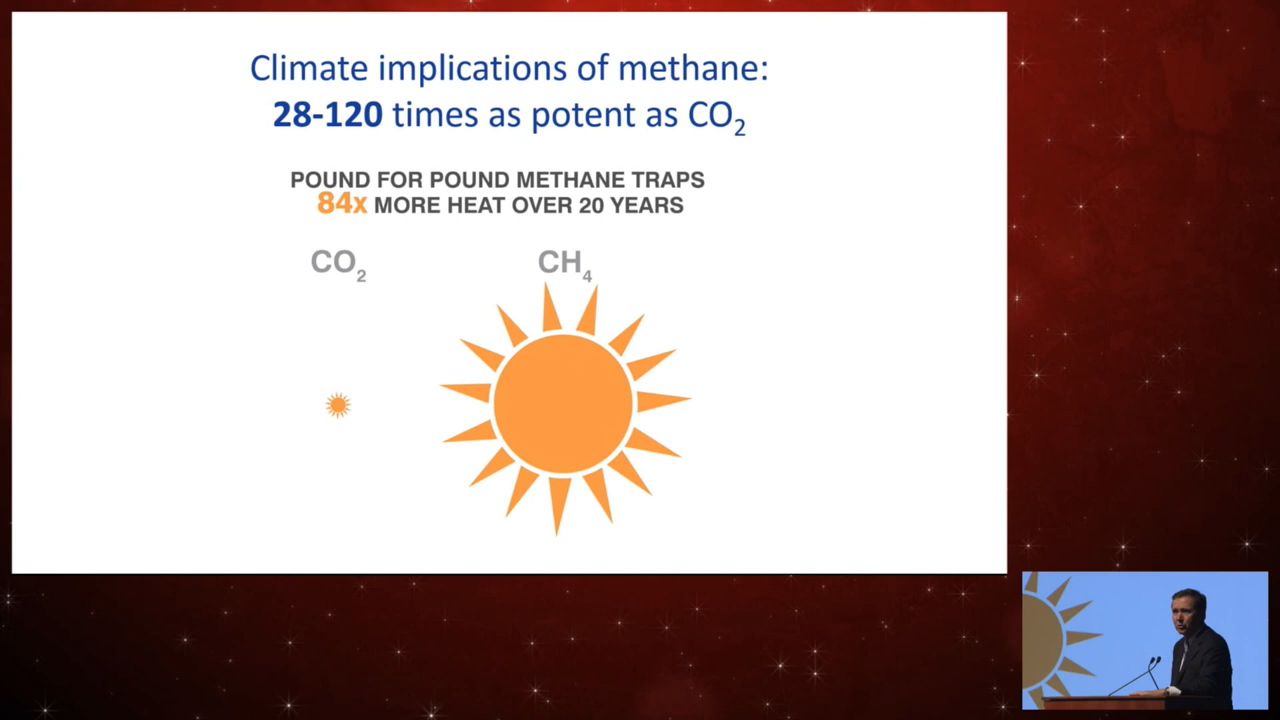 Climate implications of methane:
28-120 times as potent as CO₂
POUND FOR POUND METHANE TRAPS
84x MORE HEAT OVER 20 YEARS
CO₂
CH₄